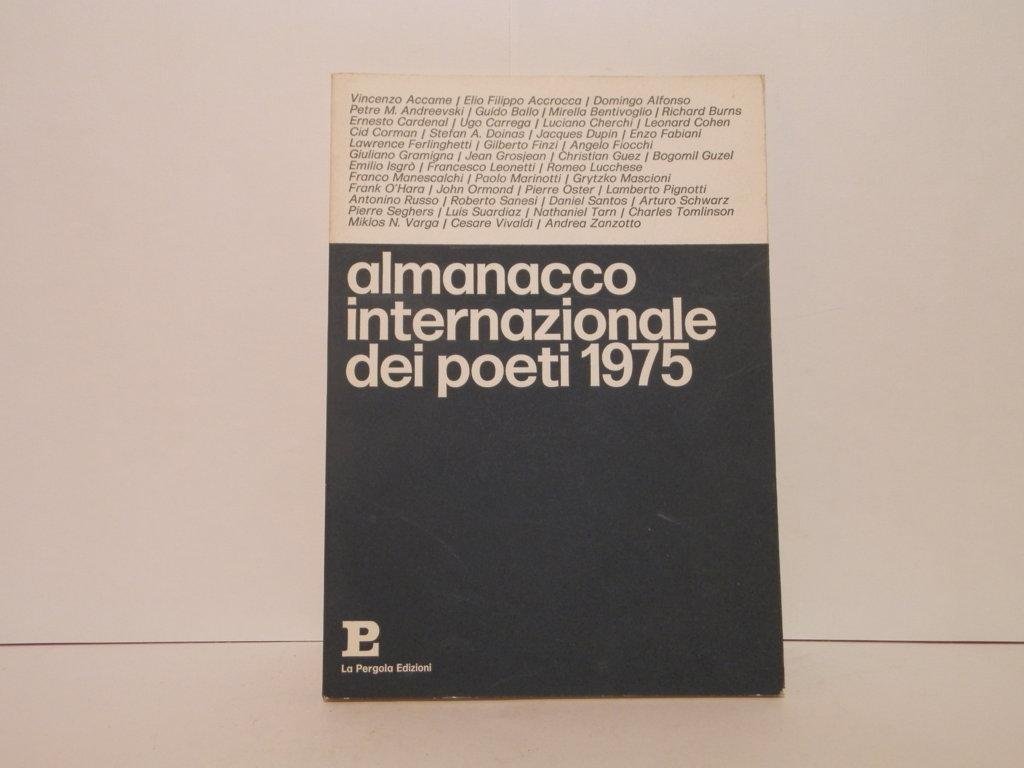 Vincenzo Accame | Elio Filippo Accrocca | Domingo Alfonso
Petre M. Andreevski | Guido Ballo | Mirella Bentivoglio | Richard Burns
Ernesto Cardenal | Ugo Carrega | Luciano Cherchi | Leonard Cohen
Cid Corman | Stefan A. Doinas | Jacques Dupin | Enzo Fabiani
Lawrence Ferlinghetti | Gilberto Finzi | Angelo Fiocchi
Giuliano Gramigna | Jean Grosjean | Christian Guez | Bogomil Guzel
Emilio Isgrò | Francesco Leonetti | Romeo Lucchese
Franco Manescalchi | Paolo Marinotti | Grytzko Mascioni
Frank O'Hara | John Ormond | Pierre Oster | Lamberto Pignotti
Antonino Russo | Roberto Sanesi | Daniel Santos | Arturo Schwarz
Pierre Seghers | Luis Suardiaz | Nathaniel Tarn | Charles Tomlinson
Miklos N. Varga | Cesare Vivaldi | Andrea Zanzotto
almanacco
internazionale
dei poeti 1975
PL
La Pergola Edizioni